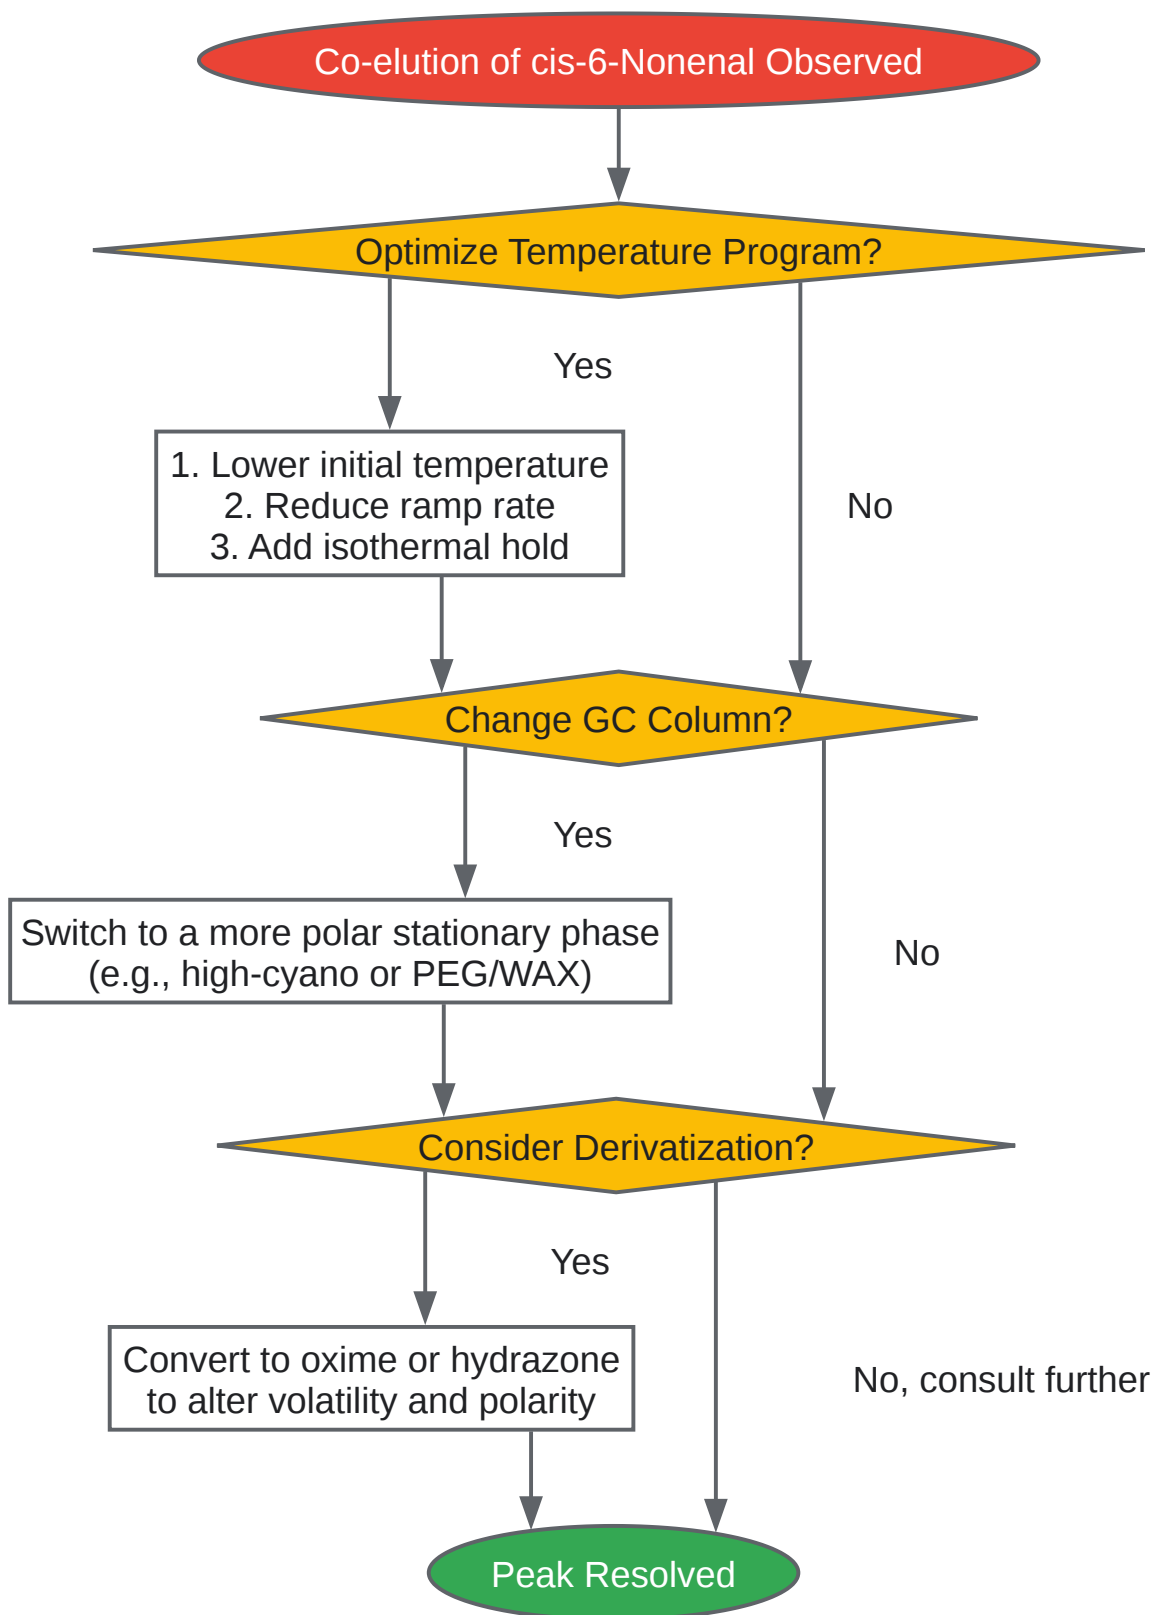 Co-elution of cis-6-Nonenal Observed
Optimize Temperature Program?
Yes
1. Lower initial temperature
2. Reduce ramp rate
3. Add isothermal hold
No
Change GC Column?
Yes
Switch to a more polar stationary phase
(e.g., high-cyano or PEG/WAX)
No
Consider Derivatization?
Yes
Convert to oxime or hydrazone
to alter volatility and polarity
No, consult further
Peak Resolved